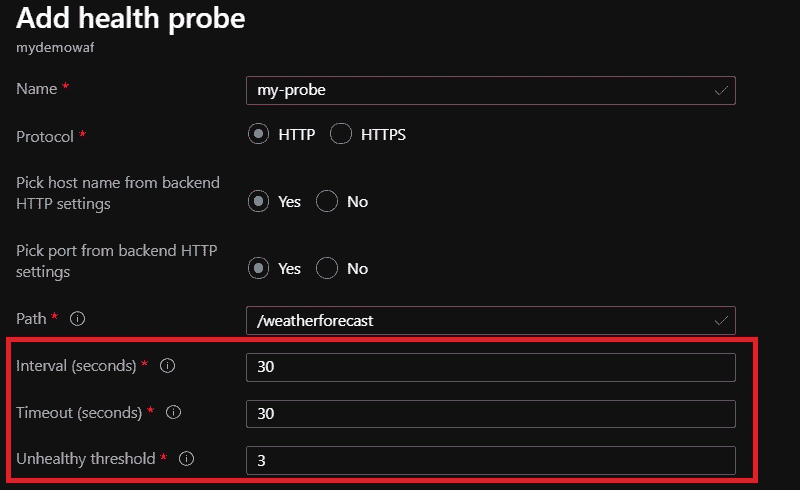 Add health probe
mydemowaf
Name * my-probe
Protocol * HTTP HTTPS
Pick host name from backend
HTTP settings
Yes No
Pick port from backend HTTP
settings
Yes No
Path * /weatherforecast
Interval (seconds) * 30
Timeout (seconds) * 30
Unhealthy threshold * 3